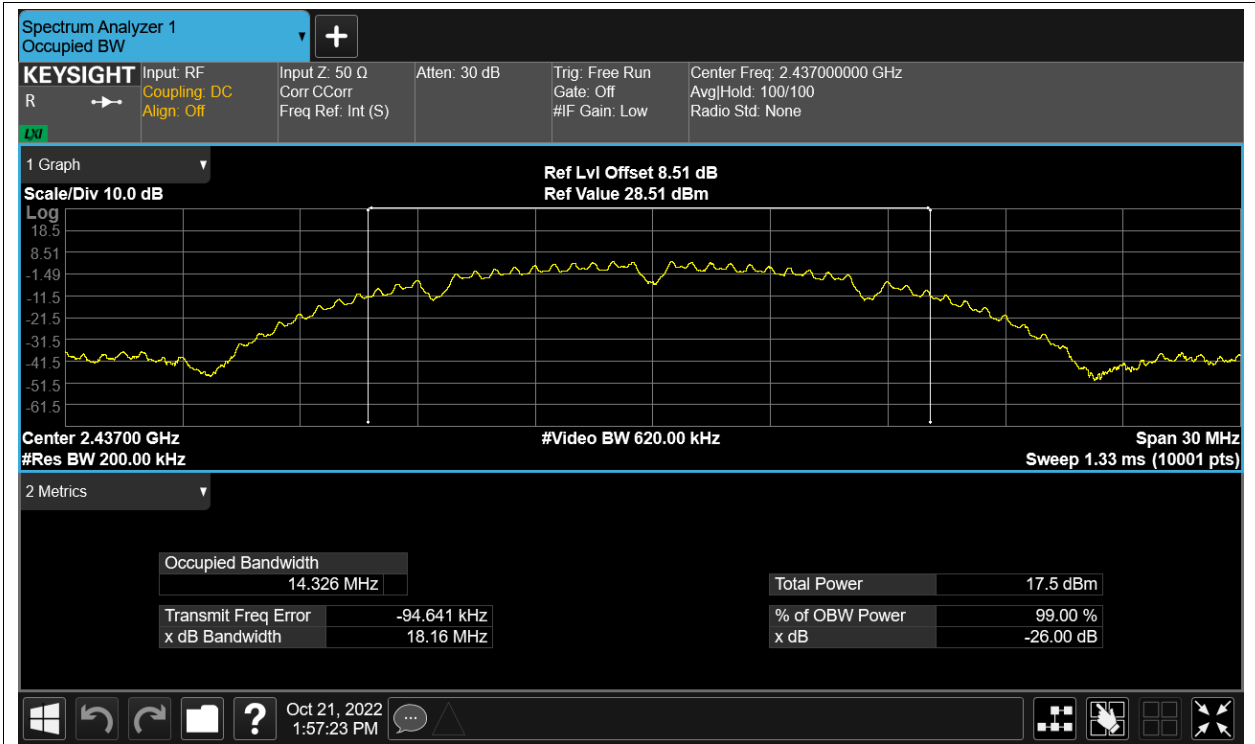 Spectrum Analyzer 1
Occupied BW
KEYSIGHT
R
LXI
Input: RF
Coupling: DC
Align: Off
Input Z: 50 Ω
Corr CCorr
Freq Ref: Int (S)
Atten: 30 dB
Trig: Free Run
Gate: Off
#IF Gain: Low
Center Freq: 2.437000000 GHz
Avg|Hold: 100/100
Radio Std: None
1 Graph
Scale/Div 10.0 dB
Ref Lvl Offset 8.51 dB
Ref Value 28.51 dBm
Log
18.5
8.51
-1.49
-11.5
-21.5
-31.5
-41.5
-51.5
-61.5
Center 2.43700 GHz
#Video BW 620.00 kHz
Span 30 MHz
#Res BW 200.00 kHz
Sweep 1.33 ms (10001 pts)
2 Metrics
Occupied Bandwidth
14.326 MHz
Total Power 17.5 dBm
Transmit Freq Error -94.641 kHz
% of OBW Power 99.00 %
x dB Bandwidth 18.16 MHz
x dB -26.00 dB
?
Oct 21, 2022
1:57:23 PM